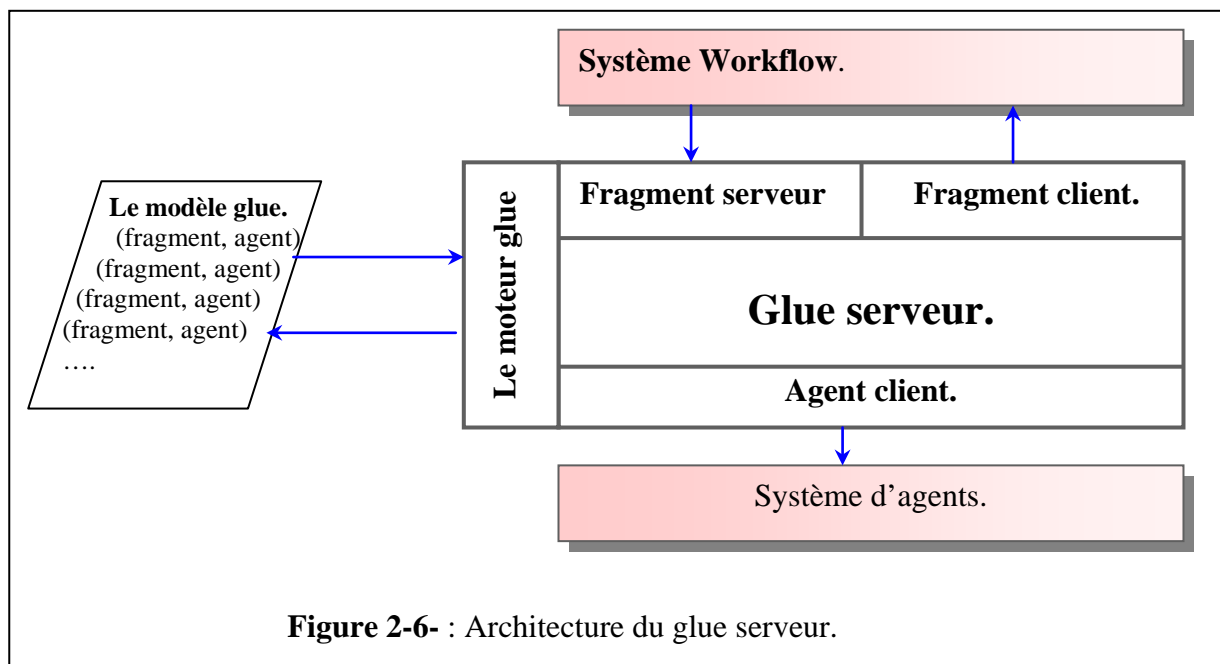 Système Workflow.
Le moteur glue
Fragment serveur
Fragment client.
Le modèle glue.
(fragment, agent)
(fragment, agent)
(fragment, agent)
(fragment, agent)
….
Glue serveur.
Agent client.
Système d’agents.
Figure 2-6- : Architecture du glue serveur.